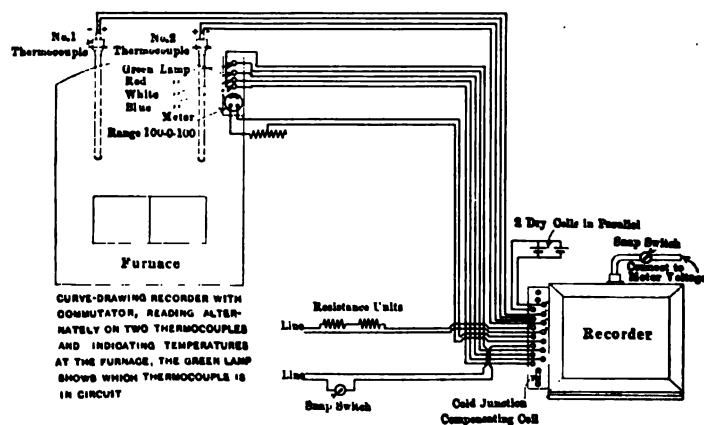 No.1
Thermocouple
No.2
Thermocouple
Green Lamp
Red "
White "
Blue "
Meter
Range 100-0-100
Furnace
CURVE-DRAWING RECORDER WITH
COMMUTATOR, READING ALTER-
NATELY ON TWO THERMOCOUPLES
AND INDICATING TEMPERATURES
AT THE FURNACE, THE GREEN LAMP
SHOWS WHICH THERMOCOUPLE IS
IN CIRCUIT
2 Dry Cells in Parallel
Snap Switch
Connect to
Motor Voltage
Resistance Units
Line
Recorder
Line
Snap Switch
Cold Junction
Compensating Coil